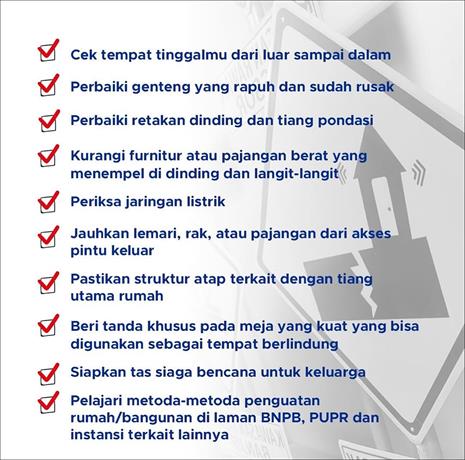 Cek tempat tinggalmu dari luar sampai dalam
Perbaiki genteng yang rapuh dan sudah rusak
Perbaiki retakan dinding dan tiang pondasi
Kurangi furnitur atau pajangan berat yang
menempel di dinding dan langit-langit
Periksa jaringan listrik
Jauhkan lemari, rak, atau pajangan dari akses
pintu keluar
Pastikan struktur atap terkait dengan tiang
utama rumah
Beri tanda khusus pada meja yang kuat yang bisa
digunakan sebagai tempat berlindung
Siapkan tas siaga bencana untuk keluarga
Pelajari metoda-metoda penguatan
rumah/bangunan di laman BNPB, PUPR dan
instansi terkait lainnya